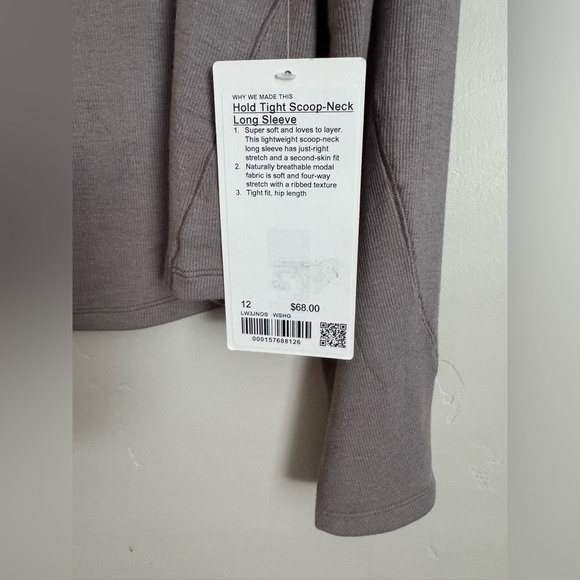 WHY WE MADE THIS
Hold Tight Scoop-Neck
Long Sleeve
1. Super soft and loves to layer.
This lightweight scoop-neck
long sleeve has just-right
stretch and a second-skin fit
2. Naturally breathable modal
fabric is soft and four-way
stretch with a ribbed texture
3. Tight fit, hip length
12 $68.00
LW3JNOS WSHG
000157688126